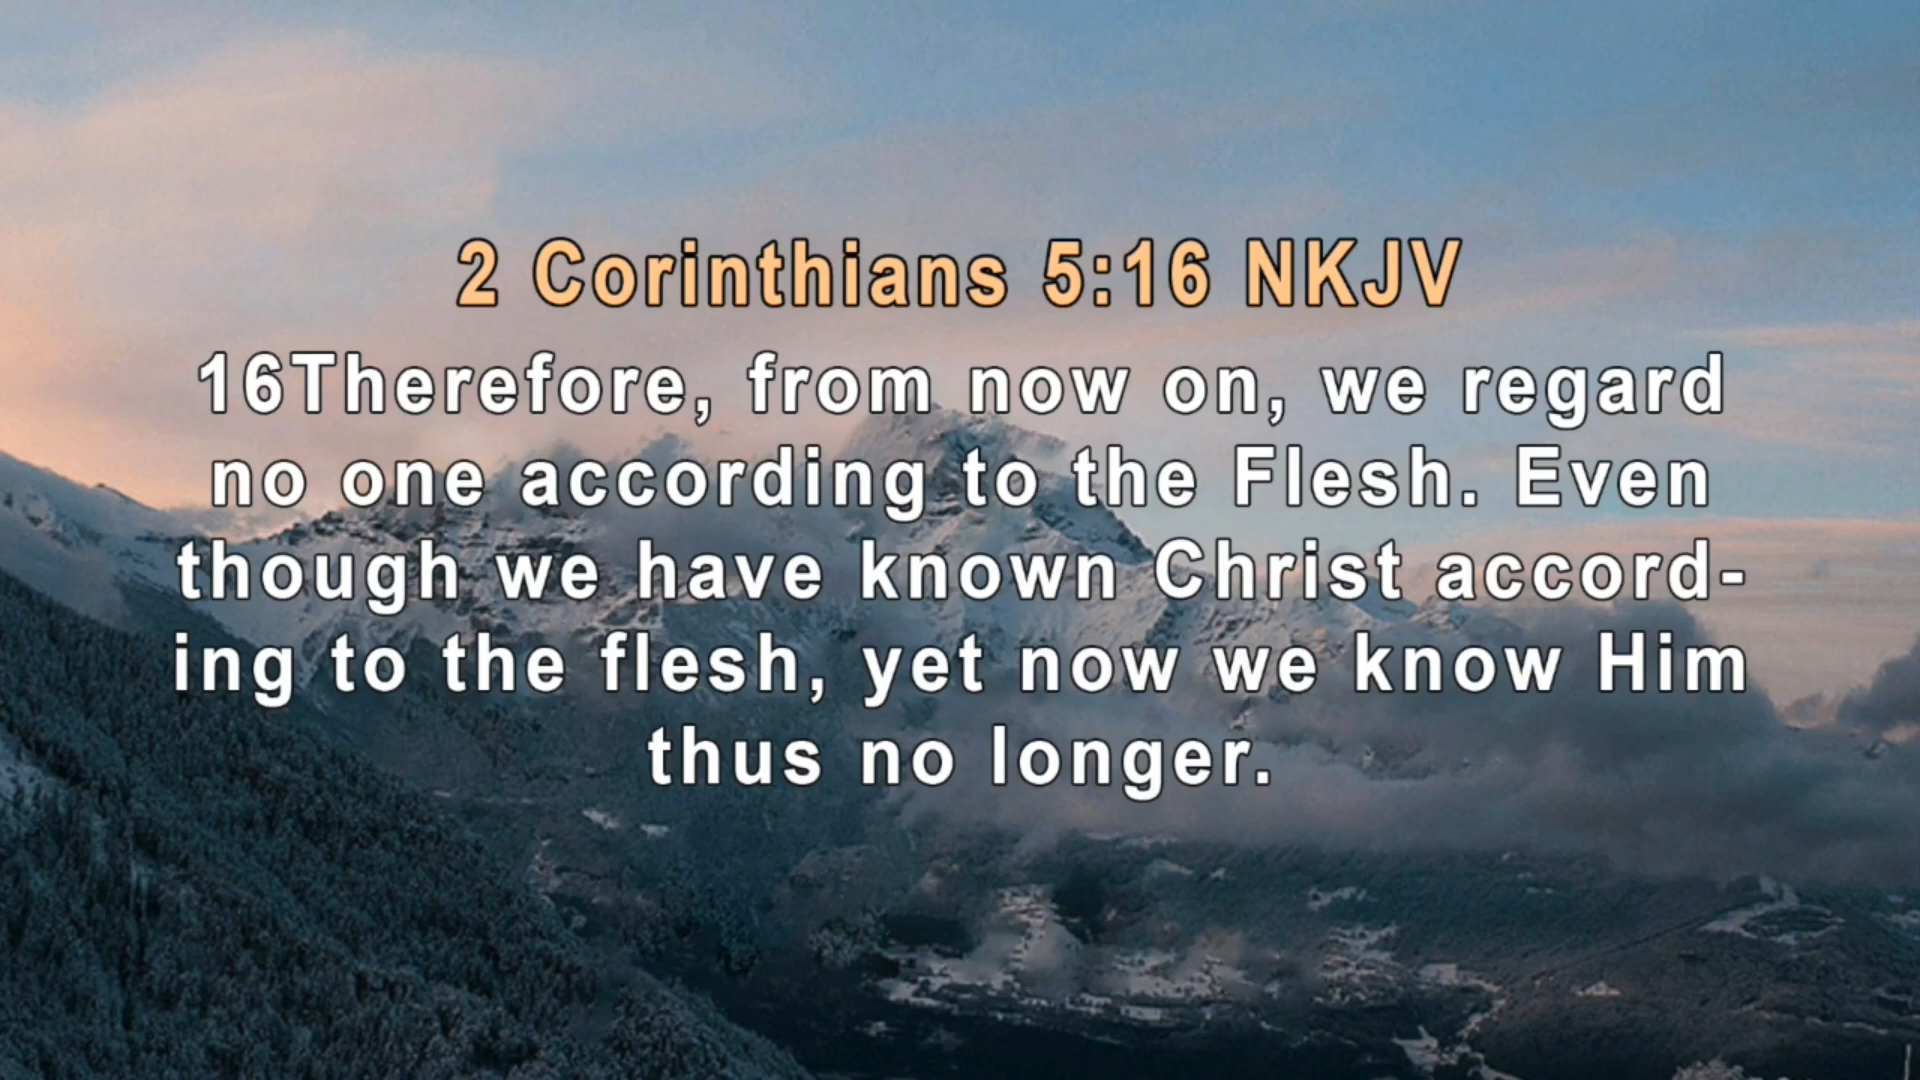 2 Corinthians 5:16 NKJV
16Therefore, from now on, we regard
no one according to the Flesh. Even
though we have known Christ accord-
ing to the flesh, yet now we know Him
thus no longer.